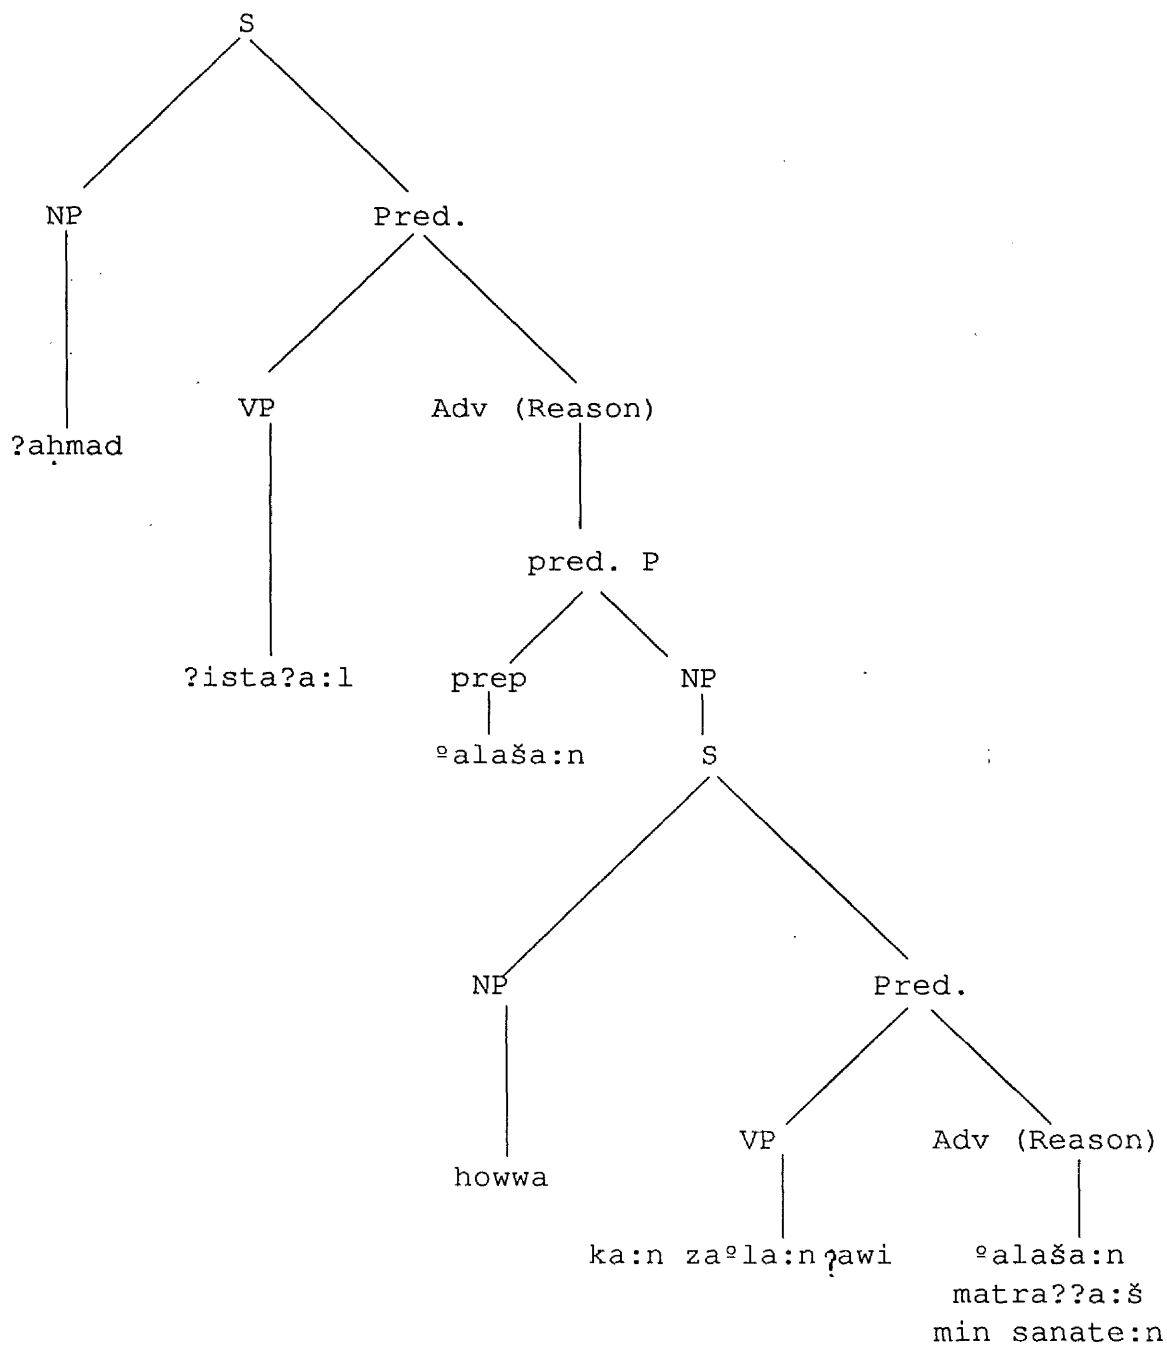 S
NP Pred.
VP Adv (Reason)
?aḥmad
pred. P
?ista?a:l prep NP
ºalaša:n S
NP Pred.
VP Adv (Reason)
howwa
ka:n zaºla:n ?awi ºalaša:n
matra??a:š
min sanate:n